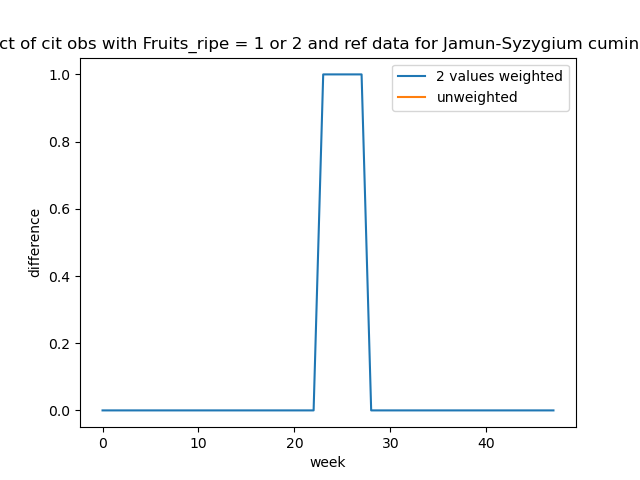 ct of cit obs with Fruits_ripe = 1 or 2 and ref data for Jamun-Syzygium cumin
2 values weighted
unweighted
1.0
0.8
0.6
0.4
0.2
0.0
difference
0 10 20 30 40
week